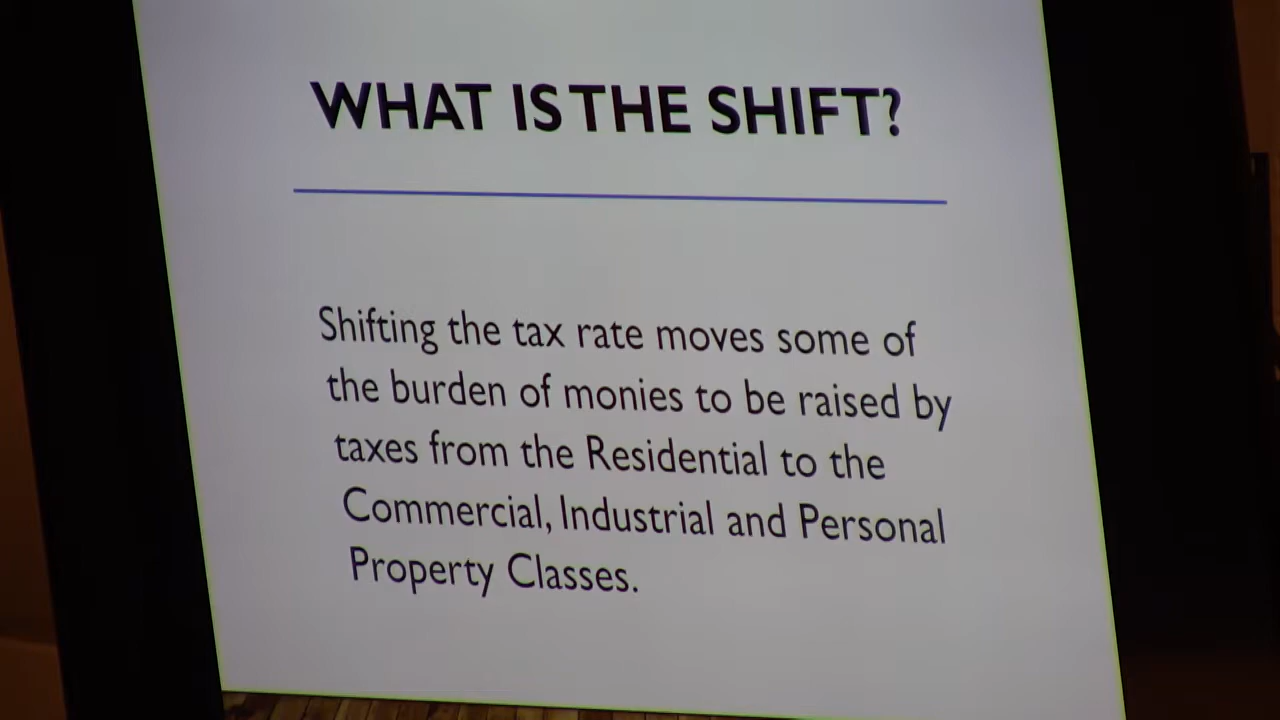 WHAT IS THE SHIFT?
Shifting the tax rate moves some of
the burden of monies to be raised by
taxes from the Residential to the
Commercial, Industrial and Personal
Property Classes.